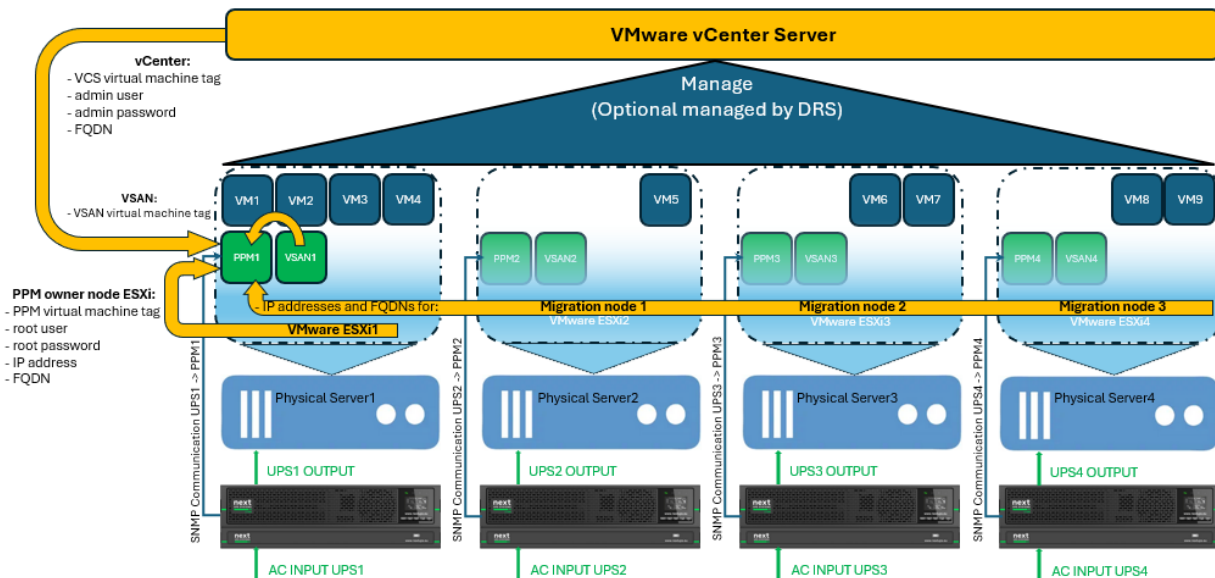 VMware vCenter Server
vCenter:
- VCS virtual machine tag
- admin user
- admin password
- FQDN
Manage
(Optional managed by DRS)
VSAN:
- VSAN virtual machine tag
VM1 VM2 VM3 VM4
VM5
VM6 VM7
VM8 VM9
PPM1 VSAN1
PPM2 VSAN2
PPM3 VSAN3
PPM4 VSAN4
PPM owner node ESXi:
- PPM virtual machine tag
- root user
- root password
- IP address
- FQDN
- IP addresses and FQDNs for: Migration node 1 Migration node 2 Migration node 3
VMware ESXi1
VMware ESXi2
VMware ESXi3
VMware ESXi4
SNMP Communication UPS1 -> PPM1
SNMP Communication UPS2 -> PPM2
SNMP Communication UPS3 -> PPM3
SNMP Communication UPS4 -> PPM4
Physical Server1
Physical Server2
Physical Server3
Physical Server4
UPS1 OUTPUT
UPS2 OUTPUT
UPS3 OUTPUT
UPS4 OUTPUT
next
next
next
next
next
next
next
next
AC INPUT UPS1
AC INPUT UPS2
AC INPUT UPS3
AC INPUT UPS4